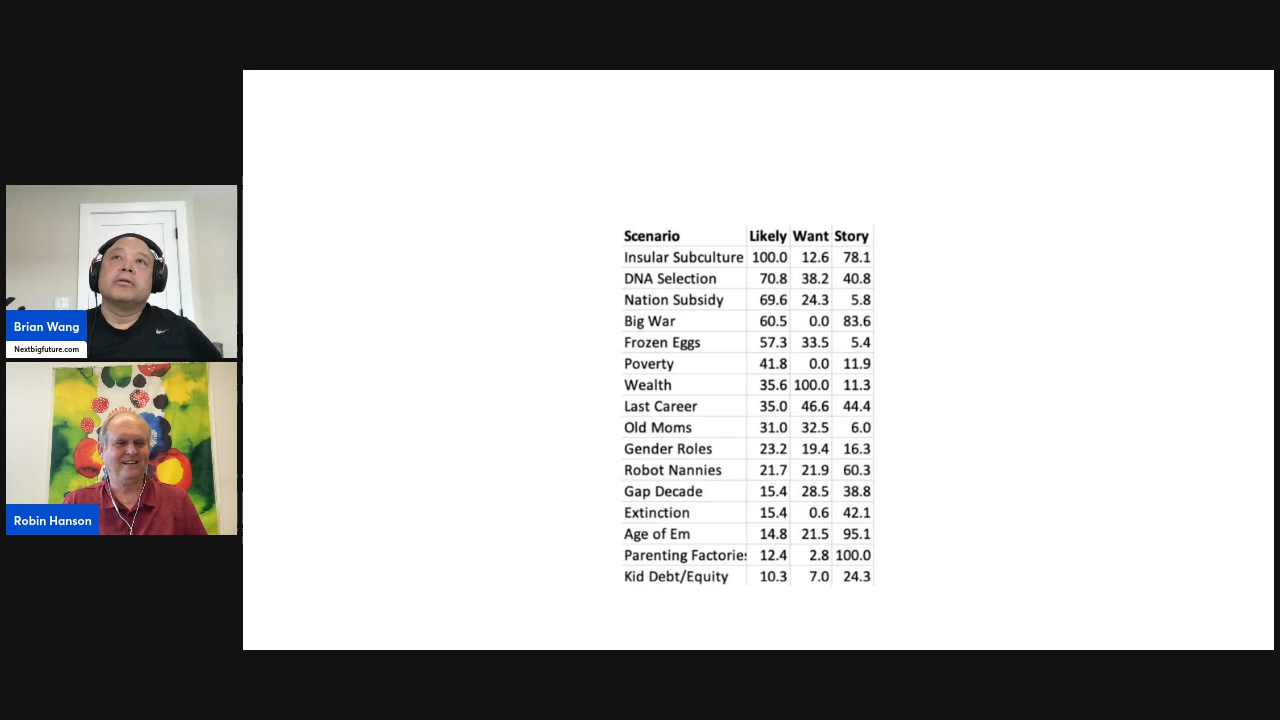 Brian Wang
Nextbigfuture.com
Robin Hanson
Scenario Likely Want Story
Insular Subculture 100.0 12.6 78.1
DNA Selection 70.8 38.2 40.8
Nation Subsidy 69.6 24.3 5.8
Big War 60.5 0.0 83.6
Frozen Eggs 57.3 33.5 5.4
Poverty 41.8 0.0 11.9
Wealth 35.6 100.0 11.3
Last Career 35.0 46.6 44.4
Old Moms 31.0 32.5 6.0
Gender Roles 23.2 19.4 16.3
Robot Nannies 21.7 21.9 60.3
Gap Decade 15.4 28.5 38.8
Extinction 15.4 0.6 42.1
Age of Em 14.8 21.5 95.1
Parenting Factories 12.4 2.8 100.0
Kid Debt/Equity 10.3 7.0 24.3